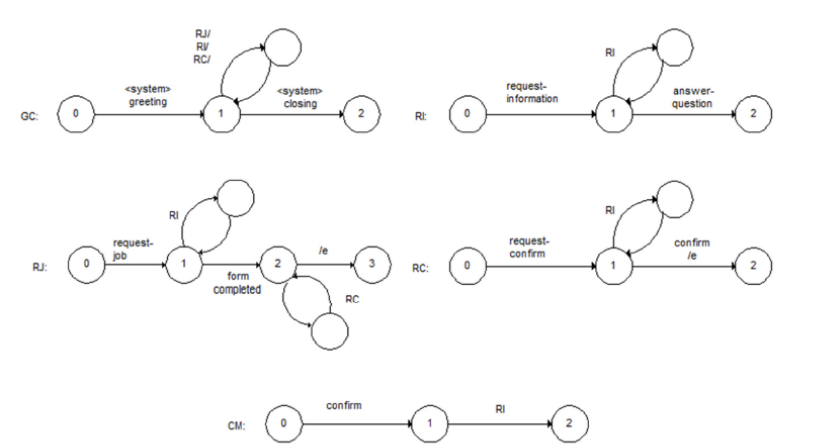 RJ/
RI/
RC/
<system>
greeting
<system>
closing
GC:
0
1
2
RI
request-
information
answer-
question
RI:
0
1
2
RI
request-
job
RJ:
0
1
form
completed
2
/e
3
RC
RI
request-
confirm
confirm
/e
RC:
0
1
2
confirm
RI
CM:
0
1
2